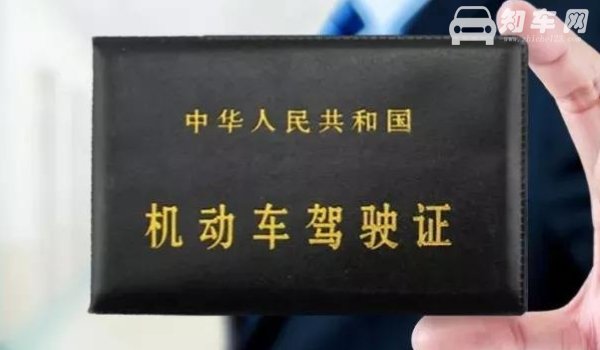 知车网
中华人民共和国
机动车驾驶证